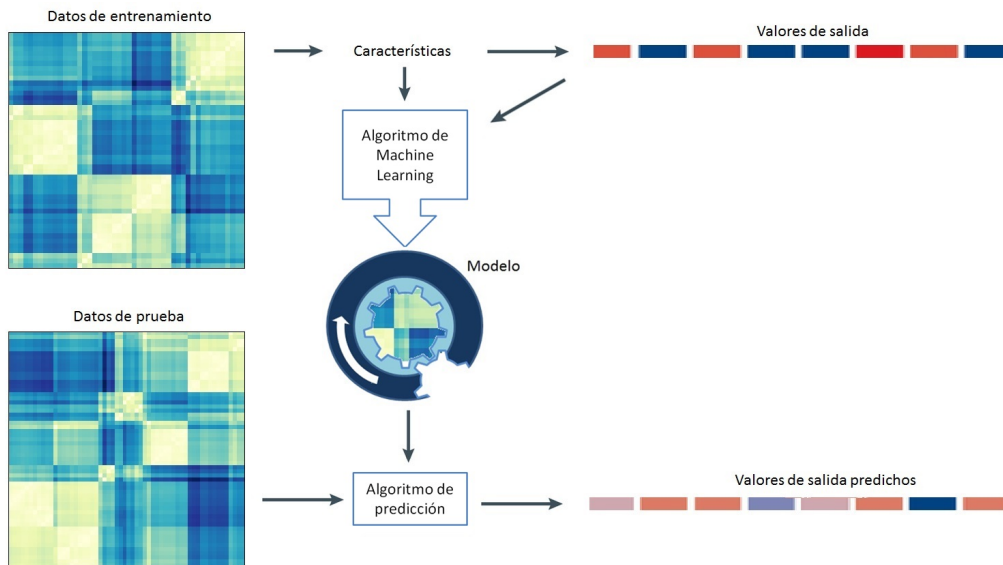 Datos de entrenamiento
Características
Valores de salida
Algoritmo de
Machine
Learning
Modelo
Datos de prueba
Algoritmo de
predicción
Valores de salida predichos